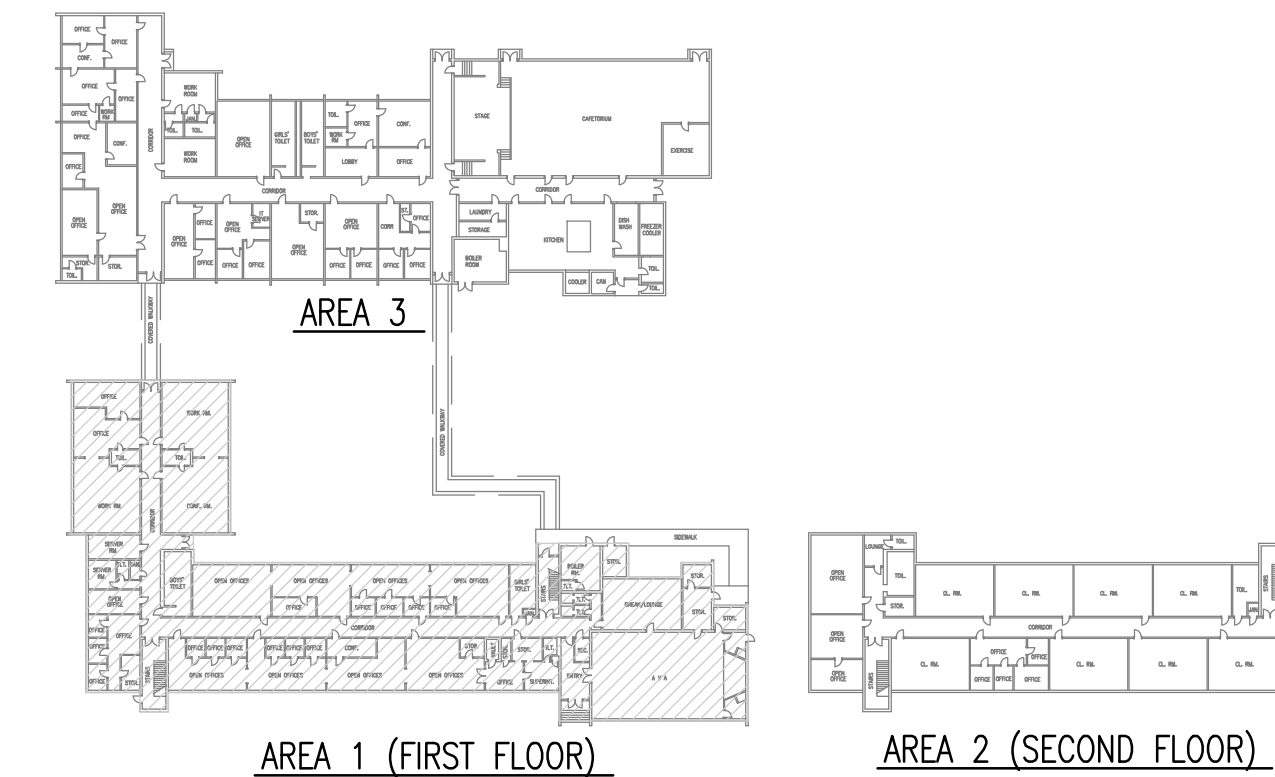 OFFICE
OFFICE
CONF.
OFFICE
OFFICE
OFFICE
WORK
RM
OFFICE
CONF.
OFFICE
OPEN
OFFICE
OPEN
OFFICE
STOR.
STOR.
TOIL.
CORRIDOR
WORK
ROOM
JAN.
TOIL.
TOIL.
WORK
ROOM
OPEN
OFFICE
GIRLS'
TOILET
BOYS'
TOILET
TOIL.
OFFICE
WORK
RM
LOBBY
CONF.
OFFICE
STAGE
CAFETORIUM
EXERCISE
CORRIDOR
CORRIDOR
OPEN
OFFICE
OFFICE
OFFICE
OPEN
OFFICE
IT
SERVER
OFFICE
OFFICE
STOR.
OPEN
OFFICE
OPEN
OFFICE
OFFICE
OFFICE
CORR
ST.
OFFICE
OFFICE
OFFICE
LAUNDRY
STORAGE
BOILER
ROOM
KITCHEN
DISH
WASH
FREEZER
COOLER
COOLER
CAN
TOIL.
TOIL.
AREA 3
COVERED WALKWAY
COVERED WALKWAY
OFFICE
OFFICE
TOIL.
WORK RM.
WORK RM.
TOIL.
CONF. RM.
CORRIDOR
SERVER
RM.
SERVER
RM.
TLT.
JAN.
OPEN
OFFICE
OFFICE
OFFICE
OFFICE
OFFICE
STOR.
STAIRS
BOYS'
TOILET
OPEN OFFICES
OPEN OFFICES
OFFICE
OPEN OFFICES
OFFICE
OFFICE
OFFICE
OPEN OFFICES
OFFICE
GIRLS'
TOILET
JAN.
STAIRS
BOILER
RM.
STOR.
TLT.
TLT.
TLT.
SIDEWALK
BREAK/LOUNGE
STOR.
STOR.
STOR.
CORRIDOR
OFFICE
OFFICE
OFFICE
OPEN OFFICES
OFFICE
OFFICE
OFFICE
OPEN OFFICES
CONF.
OPEN OFFICES
OPEN OFFICES
STOR.
VAULT
STOR.
STOR.
TLT.
OFFICE
SUPERINT.
REC.
ENTRY
AREA 1 (FIRST FLOOR)
OPEN
OFFICE
LOUNGE
TOIL.
TOIL.
STOR.
OPEN
OFFICE
OPEN
OFFICE
STAIRS
CL. RM.
CL. RM.
CL. RM.
CL. RM.
TOIL.
JAN.
STAIRS
CORRIDOR
CL. RM.
OFFICE
OFFICE
OFFICE
OFFICE
OFFICE
CL. RM.
CL. RM.
CL. RM.
AREA 2 (SECOND FLOOR)